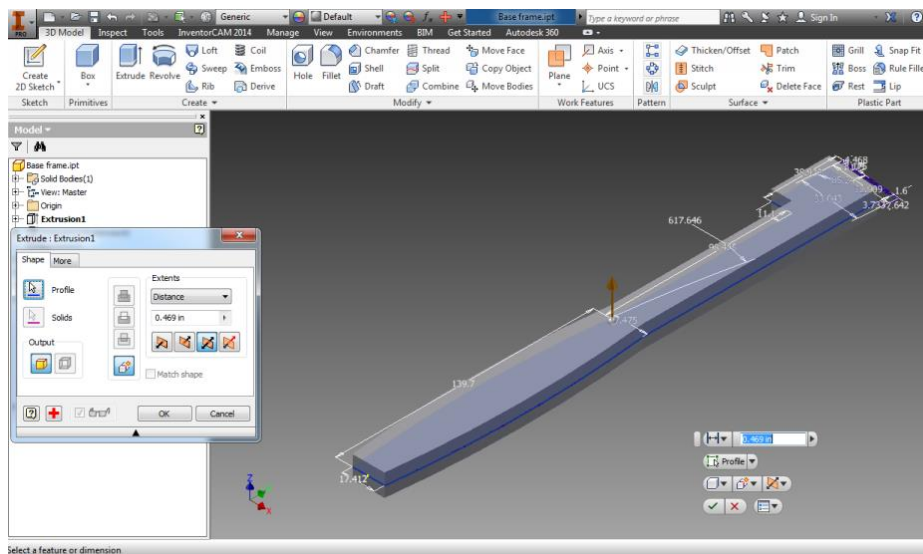 Generic Default Base frame.ipt Type a keyword or phrase Sign In
PRO 3D Model Inspect Tools InventorCAM 2014 Manage View Environments BIM Get Started Autodesk 360
Create 2D Sketch Box Extrude Revolve Loft Coil Sweep Emboss Rib Derive Hole Fillet Chamfer Thread Move Face Shell Split Copy Object Draft Combine Move Bodies Plane Axis Point UCS Thicken/Offset Patch Stitch Trim Sculpt Delete Face Grill Snap Fit Boss Rule Fille Rest Lip
Sketch Primitives Create Modify Work Features Pattern Surface Plastic Part
Model
Base frame.ipt
Solid Bodies(1)
View: Master
Origin
Extrusion1
Extrude : Extrusion1
Shape More
Profile
Solids
Output
Extents
Distance
0.469 in
Match shape
OK Cancel
617.646
1.6
139.7
17.412
Z
X
0.469 in
Profile
Select a feature or dimension